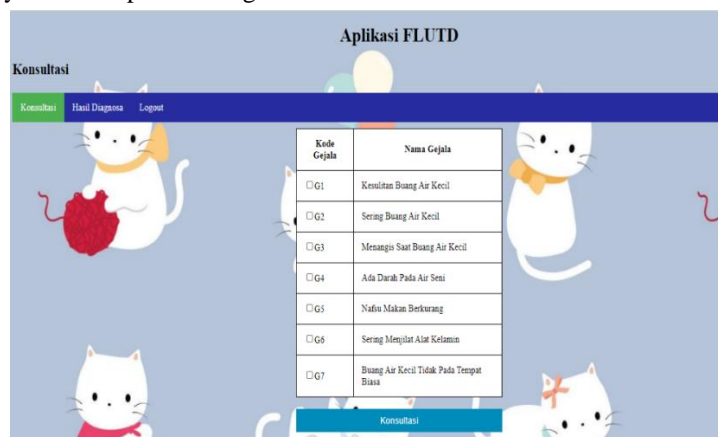 Aplikasi FLUTD
Konsultasi
Konsultasi Hasil Diagnosa Logout
Kode Gejala Nama Gejala
G1 Kesulitan Buang Air Kecil
G2 Sering Buang Air Kecil
G3 Menangis Saat Buang Air Kecil
G4 Ada Darah Pada Air Seni
G5 Nafsu Makan Berkurang
G6 Sering Menjilat Alat Kelamin
G7 Buang Air Kecil Tidak Pada Tempat
Biasa
Konsultasi